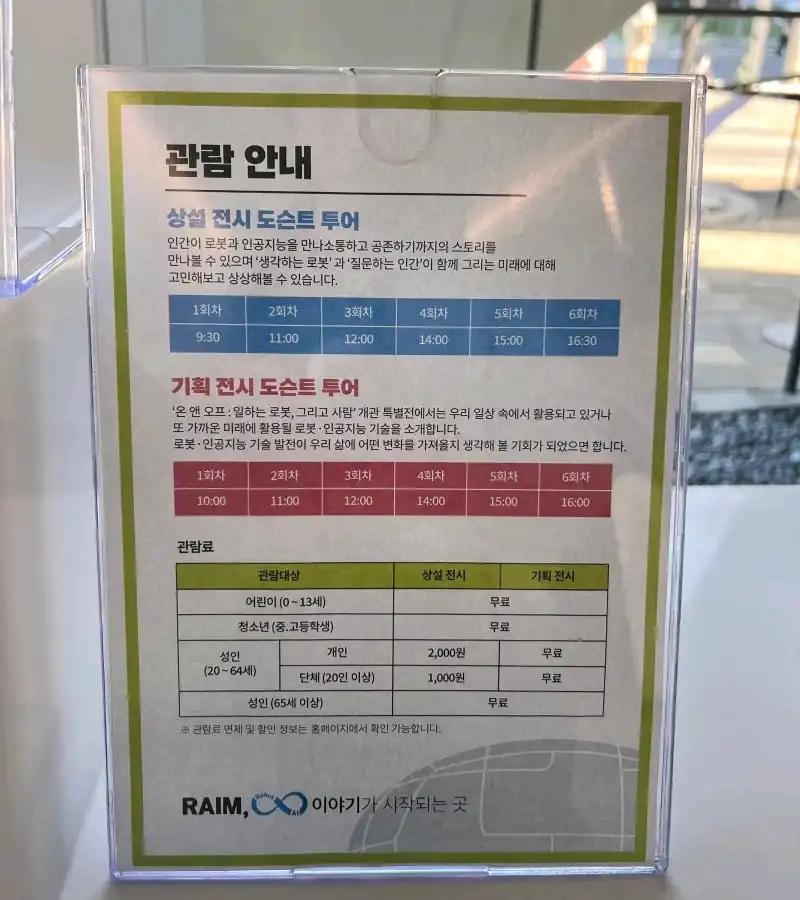 관람 안내
상설 전시 도슨트 투어
인간이 로봇과 인공지능을 만나소통하고 공존하기까지의 스토리를
만나볼 수 있으며 ‘생각하는 로봇’ 과 ‘질문하는 인간’이 함께 그리는 미래에 대해
고민해보고 상상해볼 수 있습니다.
1회차 2회차 3회차 4회차 5회차 6회차
9:30 11:00 12:00 14:00 15:00 16:30
기획 전시 도슨트 투어
‘온 앤 오프 : 일하는 로봇, 그리고 사람’ 개관 특별전에서는 우리 일상 속에서 활용되고 있거나
또 가까운 미래에 활용될 로봇·인공지능 기술을 소개합니다.
로봇·인공지능 기술 발전이 우리 삶에 어떤 변화를 가져올지 생각해 볼 기회가 되었으면 합니다.
1회차 2회차 3회차 4회차 5회차 6회차
10:00 11:00 12:00 14:00 15:00 16:00
관람료
관람대상 상설 전시 기획 전시
어린이 (0 ~ 13세) 무료
청소년 (중.고등학생) 무료
성인 (20 ~ 64세) 개인 2,000원 무료
단체 (20인 이상) 1,000원 무료
성인 (65세 이상) 무료
※ 관람료 면제 및 할인 정보는 홈페이지에서 확인 가능합니다.
RAIM, Robot AI 이야기가 시작되는 곳